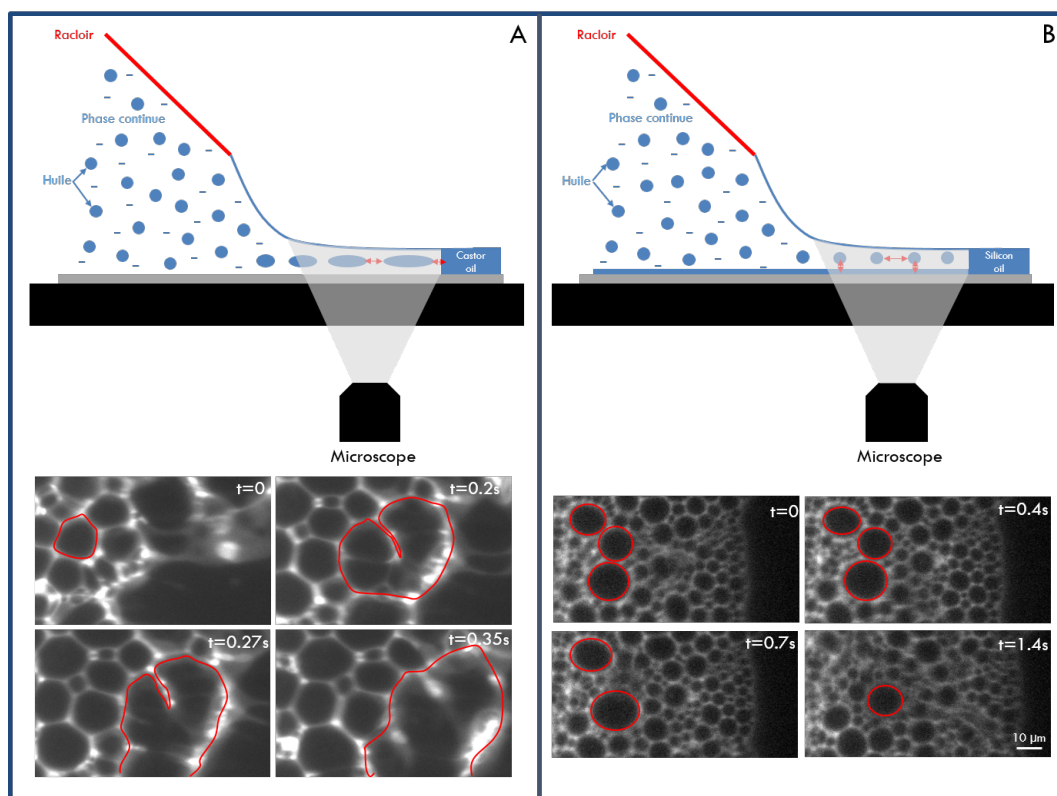 A
Racloir
Phase continue
Huile
Castor
oil
Microscope
t=0
t=0.2s
t=0.27s
t=0.35s
B
Racloir
Phase continue
Huile
Silicon
oil
Microscope
t=0
t=0.4s
t=0.7s
t=1.4s
10 µm